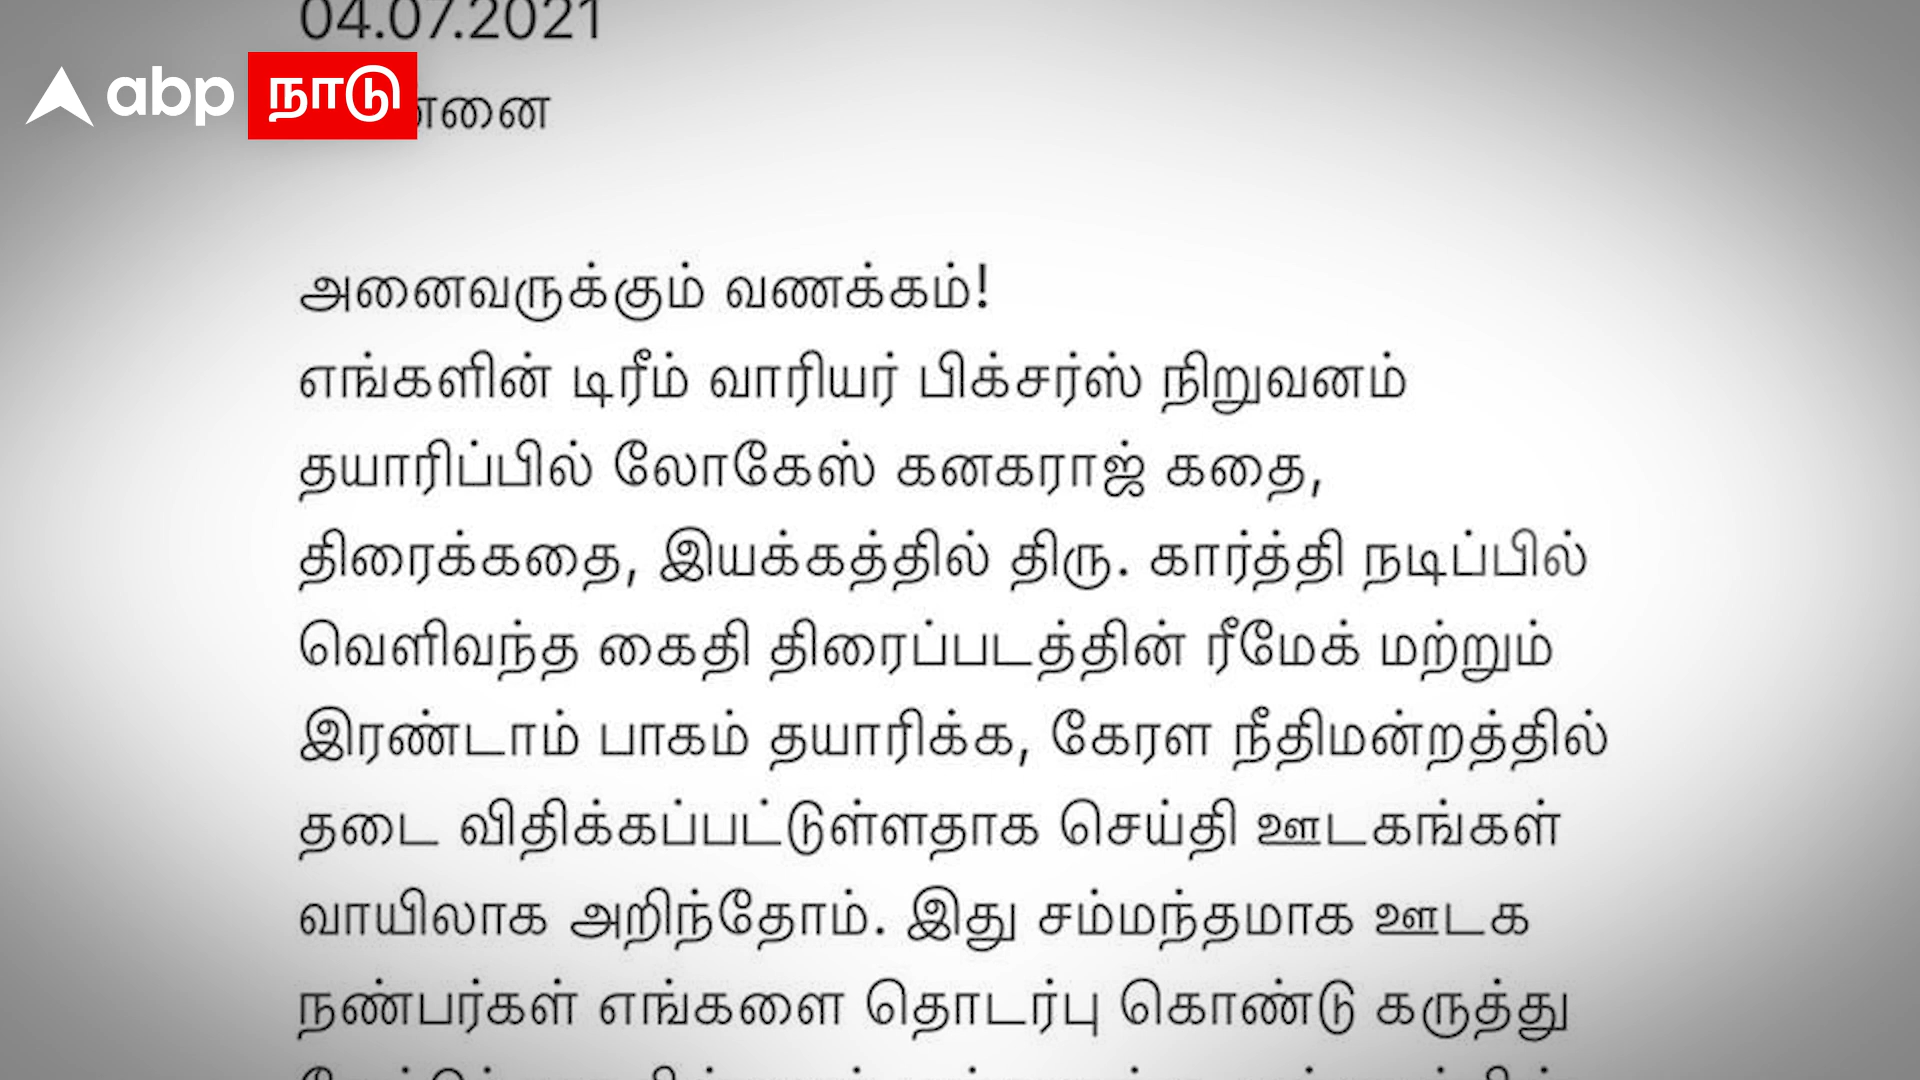 04.07.2021
abp நாடு
அனைவருக்கும் வணக்கம்!
எங்களின் டிரீம் வாரியர் பிக்சர்ஸ் நிறுவனம்
தயாரிப்பில் லோகேஸ் கனகராஜ் கதை,
திரைக்கதை, இயக்கத்தில் திரு. கார்த்தி நடிப்பில்
வெளிவந்த கைதி திரைப்படத்தின் ரீமேக் மற்றும்
இரண்டாம் பாகம் தயாரிக்க, கேரள நீதிமன்றத்தில்
தடை விதிக்கப்பட்டுள்ளதாக செய்தி ஊடகங்கள்
வாயிலாக அறிந்தோம். இது சம்மந்தமாக ஊடக
நண்பர்கள் எங்களை தொடர்பு கொண்டு கருத்து